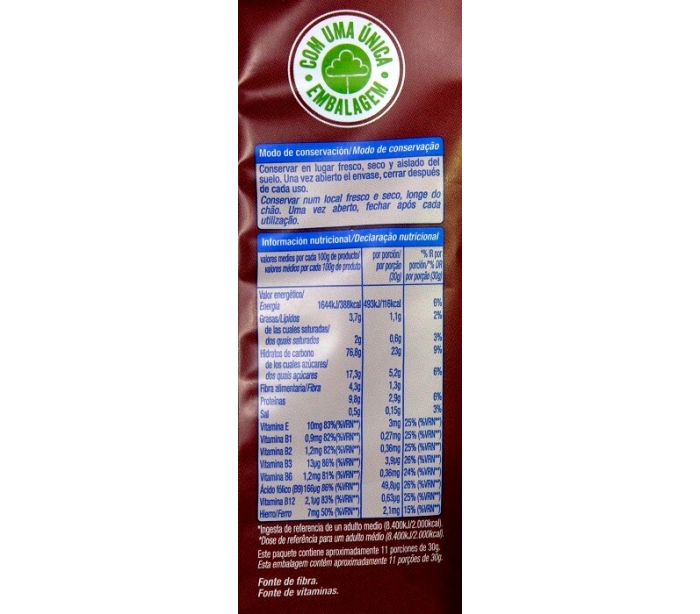 COM UMA ÚNICA
EMBALAGEM
Modo de conservación/Modo de conservação
Conservar en lugar fresco, seco y aislado del
suelo. Una vez abierto el envase, cerrar después
de cada uso.
Conservar num local fresco e seco, longe do
chão. Uma vez aberto, fechar após cada
utilização.
Información nutricional/Declaração nutricional
valores medios por cada 100g de producto/ por porción/ *% IR por
valores médios por cada 100g de produto por porção porción/*% DR
(30g) por porção (30g)
Valor energético/
Energia 1644kJ/388kcal 493kJ/116kcal 6%
Grasas/Lípidos 3,7g 1,1g 2%
de las cuales saturadas/
dos quais saturados 2g 0,6g 3%
Hidratos de carbono 76,8g 23g 9%
de los cuales azúcares/
dos quais açúcares 17,3g 5,2g 6%
Fibra alimentaria/Fibra 4,3g 1,3g
Proteínas 9,8g 2,9g 6%
Sal 0,5g 0,15g 3%
Vitamina E 10mg 83%(%VRN**) 3mg 25% (%VRN**)
Vitamina B1 0,9mg 82%(%VRN**) 0,27mg 25% (%VRN**)
Vitamina B2 1,2mg 82% (%VRN**) 0,36mg 25% (%VRN**)
Vitamina B3 13µg 86% (%VRN**) 3,9µg 26% (%VRN**)
Vitamina B6 1,2mg 81% (%VRN**) 0,36mg 24% (%VRN**)
Ácido fólico (B9) 166µg 86% (%VRN**) 49,8µg 26% (%VRN**)
Vitamina B12 2,1µg 83% (%VRN**) 0,63µg 25% (%VRN**)
Hierro/Ferro 7mg 50% (%VRN**) 2,1mg 15% (%VRN**)
*Ingesta de referencia de un adulto medio (8.400kJ/2.000kcal).
*Dose de referência para um adulto médio (8.400kJ/2.000kcal).
Este paquete contiene aproximadamente 11 porciones de 30g.
Esta embalagem contém aproximadamente 11 porções de 30g.
Fonte de fibra.
Fonte de vitaminas.